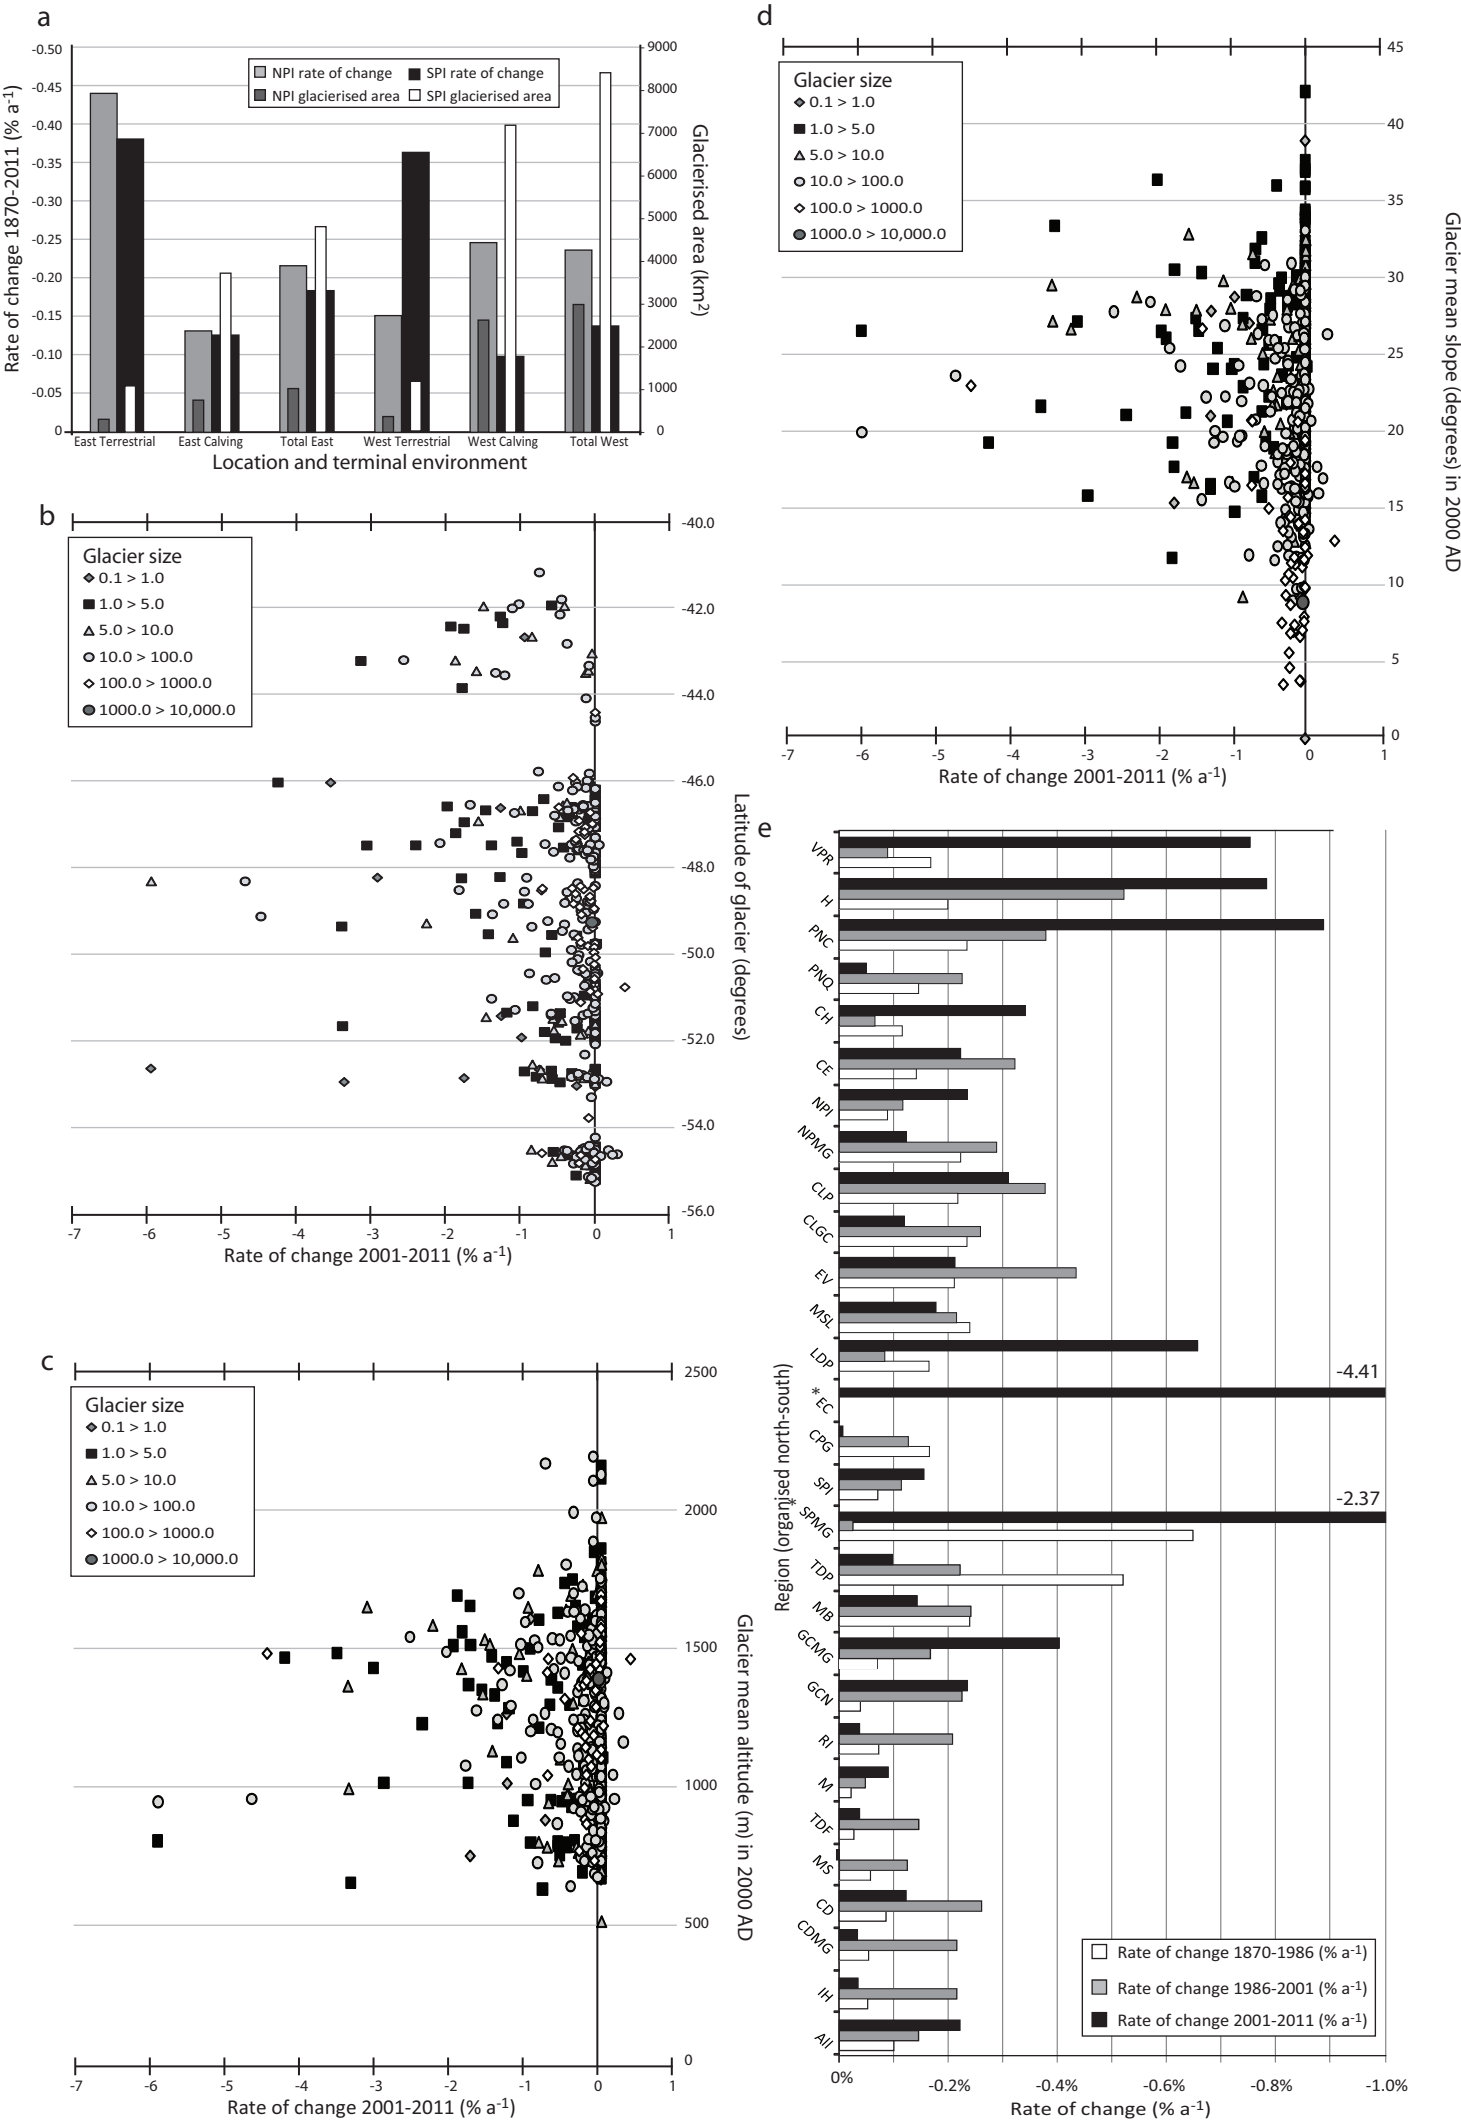 a
-0.50
-0.45
-0.40
-0.35
-0.30
-0.25
-0.20
-0.15
-0.10
-0.05
0
Rate of change 1870-2011 (% a-1)
NPI rate of change
SPI rate of change
NPI glacierised area
SPI glacierised area
9000
8000
7000
6000
5000
4000
3000
2000
1000
0
Glacierised area (km2)
East Terrestrial
East Calving
Total East
West Terrestrial
West Calving
Total West
Location and terminal environment
b
Glacier size
0.1 > 1.0
1.0 > 5.0
5.0 > 10.0
10.0 > 100.0
100.0 > 1000.0
1000.0 > 10,000.0
-40.0
-42.0
-44.0
-46.0
-48.0
-50.0
-52.0
-54.0
-56.0
Latitude of glacier (degrees)
-7 -6 -5 -4 -3 -2 -1 0 1
Rate of change 2001-2011 (% a-1)
c
Glacier size
0.1 > 1.0
1.0 > 5.0
5.0 > 10.0
10.0 > 100.0
100.0 > 1000.0
1000.0 > 10,000.0
2500
2000
1500
1000
500
0
Glacier mean altitude (m) in 2000 AD
-7 -6 -5 -4 -3 -2 -1 0 1
Rate of change 2001-2011 (% a-1)
d
Glacier size
0.1 > 1.0
1.0 > 5.0
5.0 > 10.0
10.0 > 100.0
100.0 > 1000.0
1000.0 > 10,000.0
45
40
35
30
25
20
15
10
5
0
Glacier mean slope (degrees) in 2000 AD
-7 -6 -5 -4 -3 -2 -1 0 1
Rate of change 2001-2011 (% a-1)
e
VPR
H
PNC
PNQ
CH
CE
NPI
NPMG
CLP
CLGC
EV
MSL
LDP
*EC
-4.41
CPG
SPI
*SPMG
-2.37
TDP
MB
GCMG
GCN
RI
M
TDF
MS
CD
CDMG
IH
All
Region (organised north-south)
Rate of change 1870-1986 (% a-1)
Rate of change 1986-2001 (% a-1)
Rate of change 2001-2011 (% a-1)
0% -0.2% -0.4% -0.6% -0.8% -1.0%
Rate of change (% a-1)